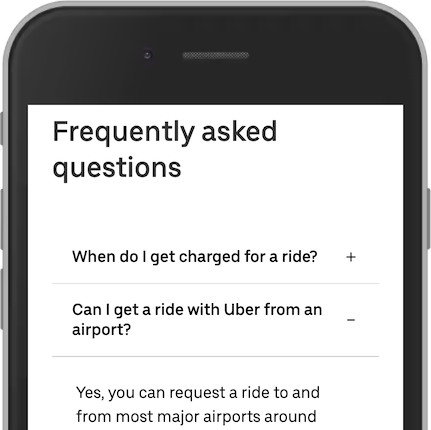 Frequently asked
questions
When do I get charged for a ride? +
Can I get a ride with Uber from an
airport? −
Yes, you can request a ride to and
from most major airports around